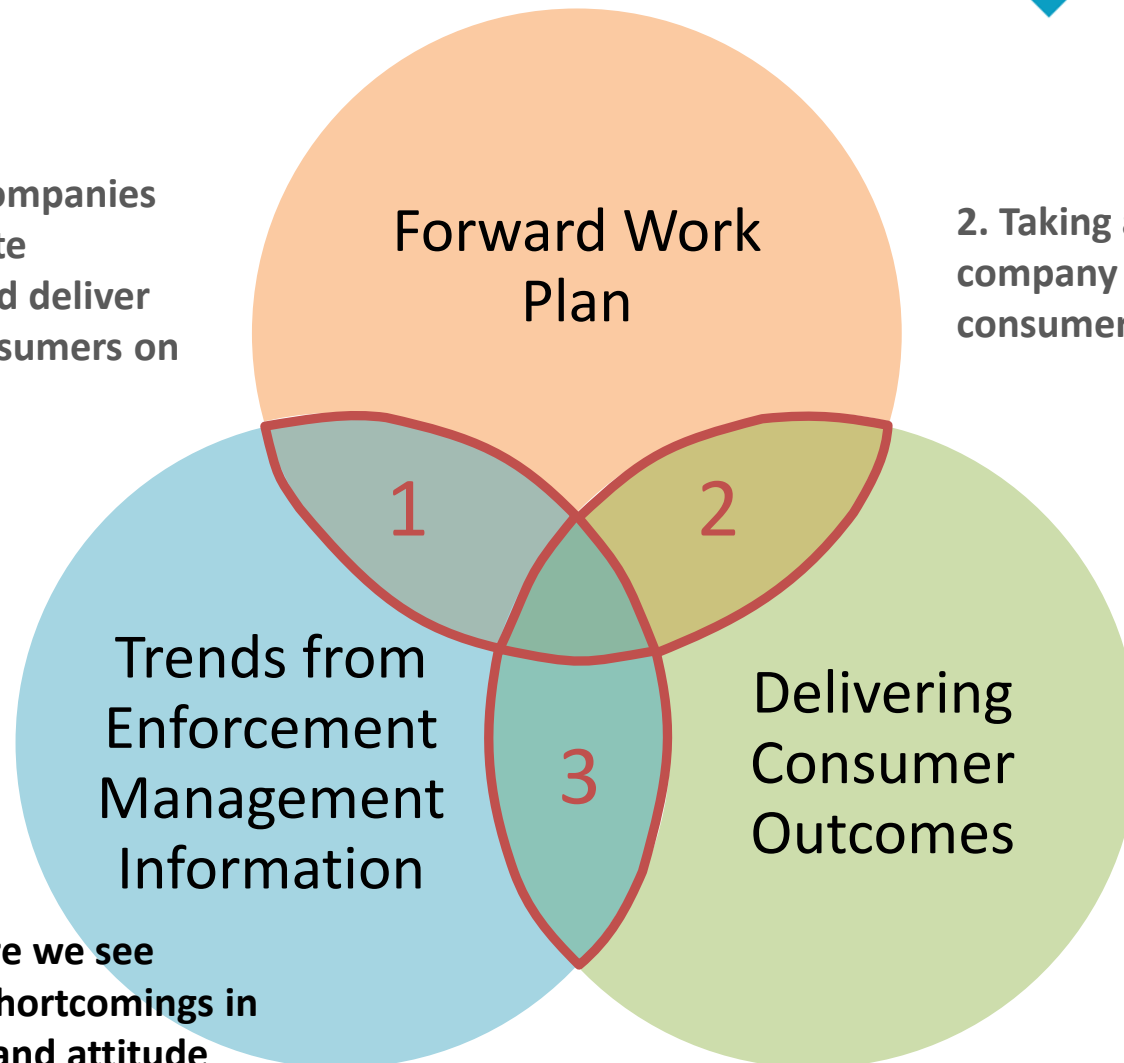 Forward Work
Plan
ompanies
te
d deliver
sumers on
2. Taking
company
consumer
1
2
Trends from
Enforcement
Management
Information
Delivering
Consumer
Outcomes
3
e we see
hortcomings in
and attitude